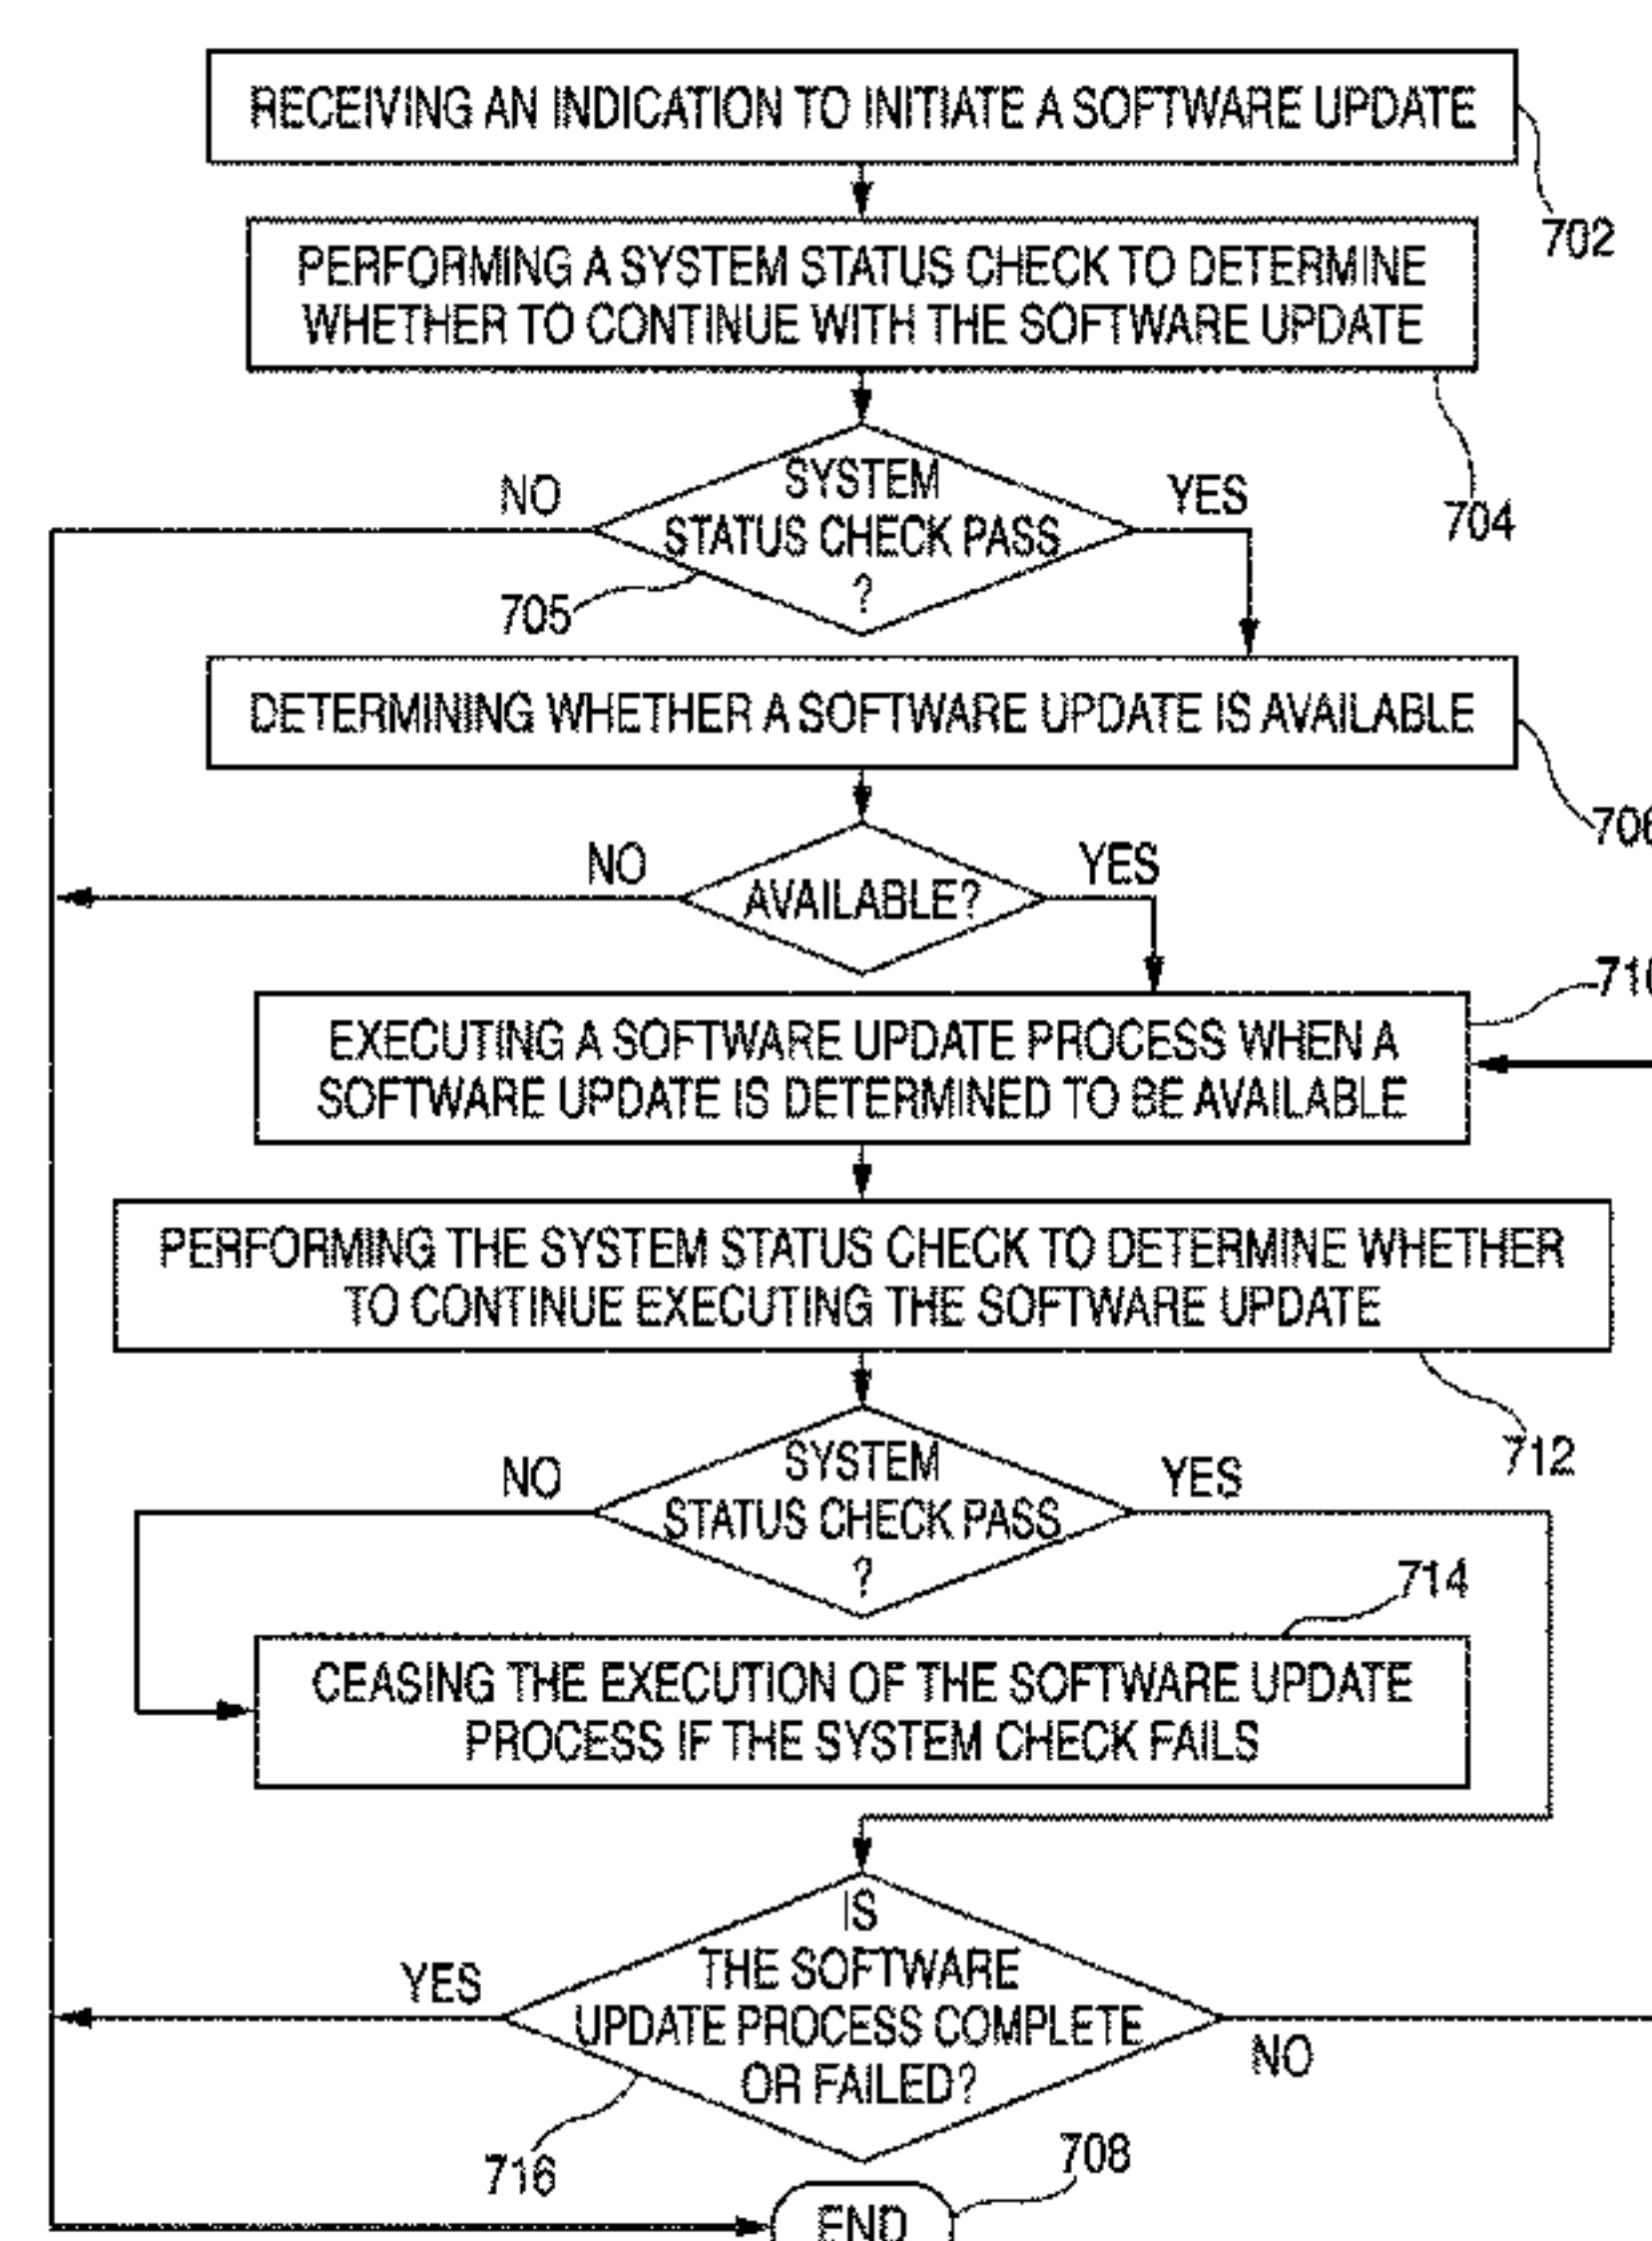 RECEIVING AN INDICATION TO INITIATE A SOFTWARE UPDATE
702
PERFORMING A SYSTEM STATUS CHECK TO DETERMINE
WHETHER TO CONTINUE WITH THE SOFTWARE UPDATE
704
NO
SYSTEM
STATUS CHECK PASS
?
YES
705
DETERMINING WHETHER A SOFTWARE UPDATE IS AVAILABLE
706
NO
AVAILABLE?
YES
710
EXECUTING A SOFTWARE UPDATE PROCESS WHEN A
SOFTWARE UPDATE IS DETERMINED TO BE AVAILABLE
PERFORMING THE SYSTEM STATUS CHECK TO DETERMINE WHETHER
TO CONTINUE EXECUTING THE SOFTWARE UPDATE
712
NO
SYSTEM
STATUS CHECK PASS
?
YES
714
CEASING THE EXECUTION OF THE SOFTWARE UPDATE
PROCESS IF THE SYSTEM CHECK FAILS
YES
IS
THE SOFTWARE
UPDATE PROCESS COMPLETE
OR FAILED?
NO
716
708
END